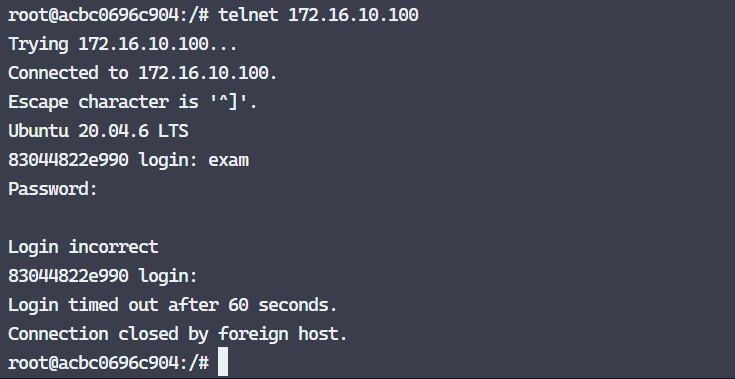 root@acbc0696c904:/# telnet 172.16.10.100
Trying 172.16.10.100...
Connected to 172.16.10.100.
Escape character is '^]'.
Ubuntu 20.04.6 LTS
83044822e990 login: exam
Password:
Login incorrect
83044822e990 login:
Login timed out after 60 seconds.
Connection closed by foreign host.
root@acbc0696c904:/#